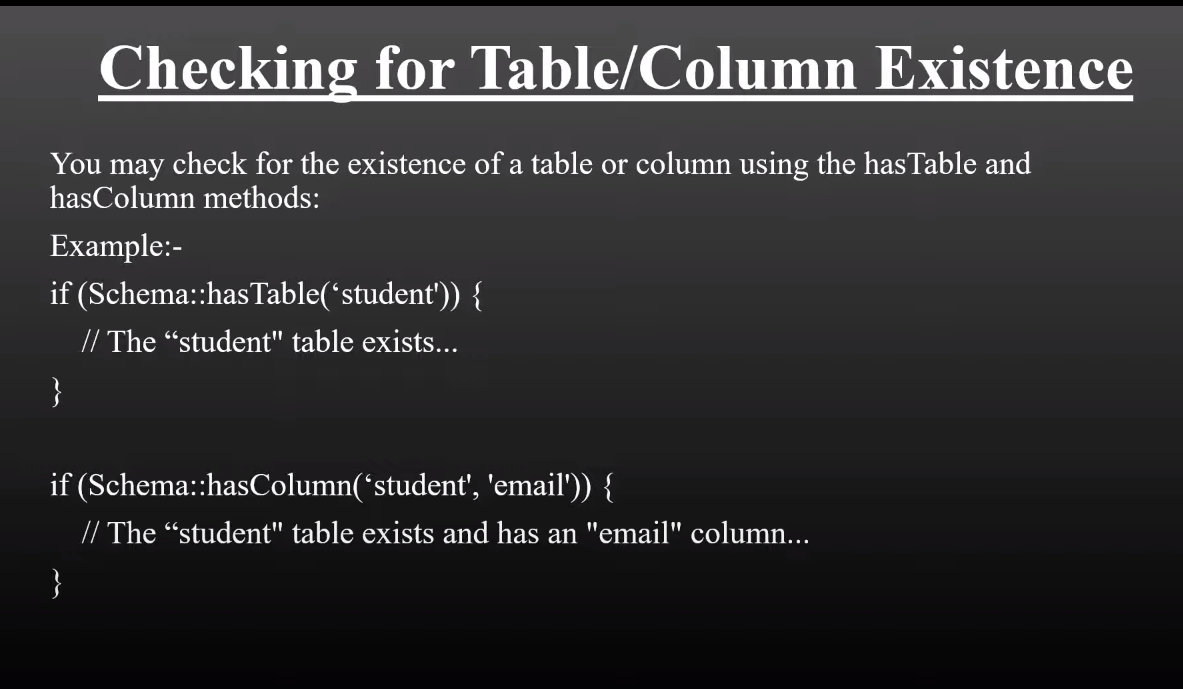 Checking for Table/Column Existence
You may check for the existence of a table or column using the hasTable and
hasColumn methods:
Example:-
if (Schema::hasTable(‘student')) {
// The “student" table exists...
}
if (Schema::hasColumn(‘student', 'email')) {
// The “student" table exists and has an "email" column...
}